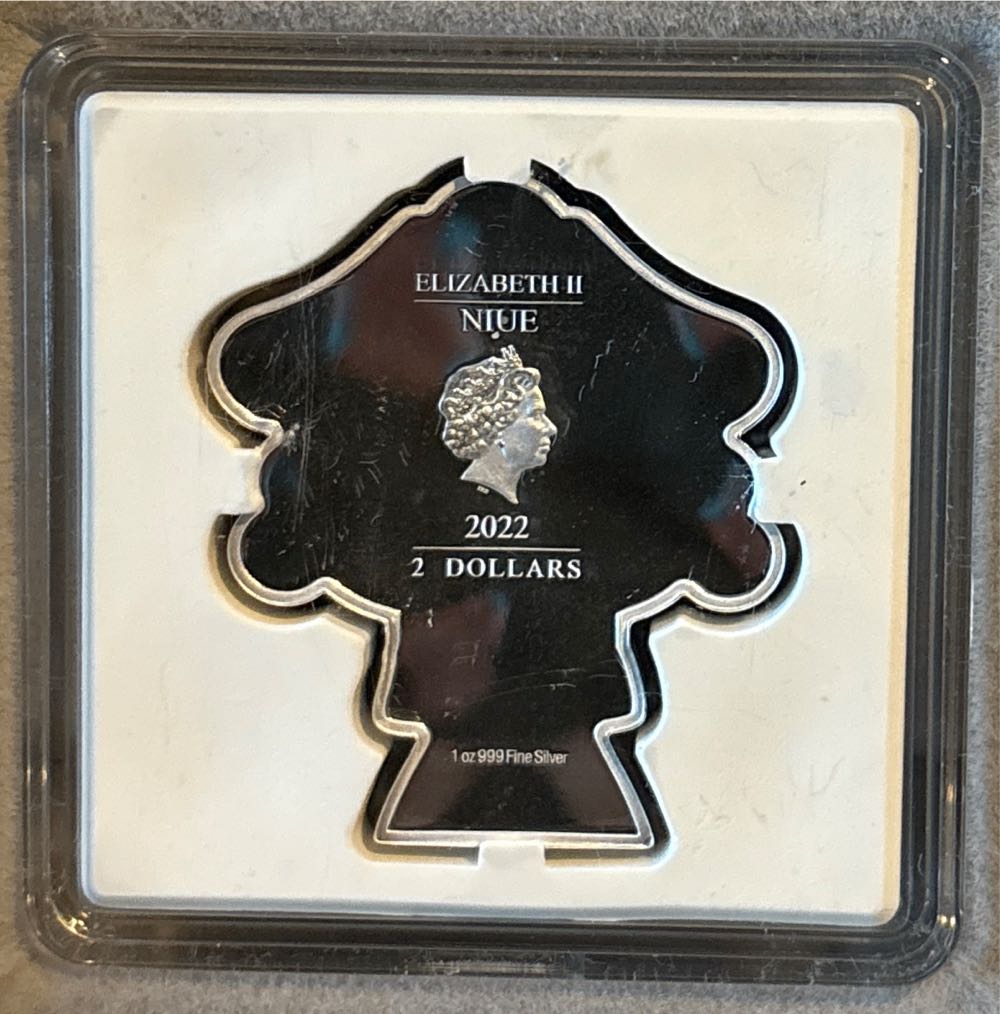 ELIZABETH II
NIUE
2022
2 DOLLARS
1 oz 999 Fine Silver